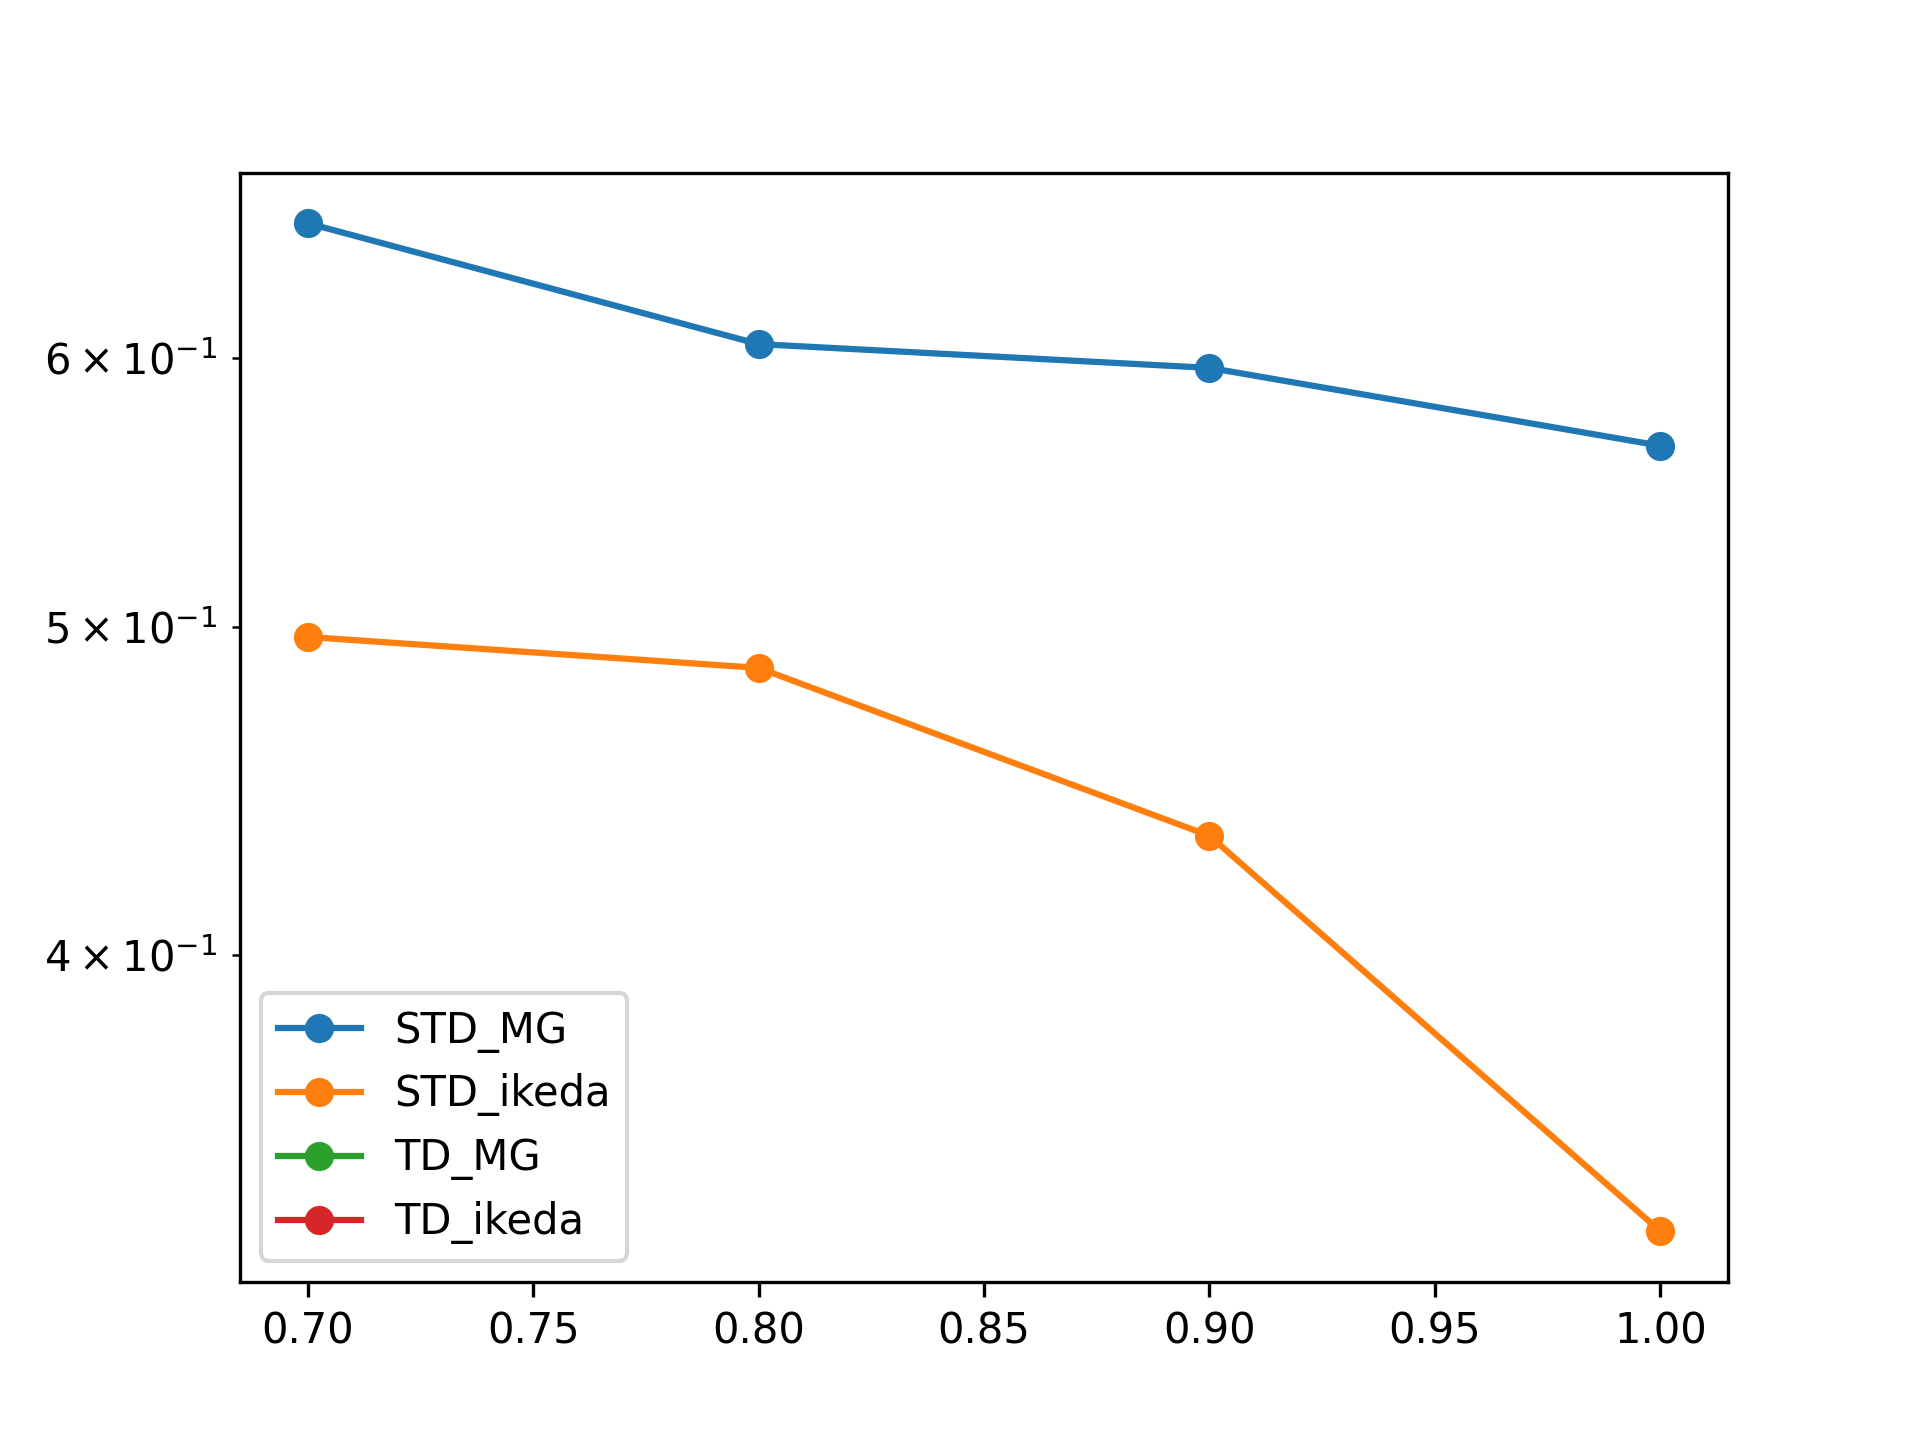 6 × 10⁻¹
5 × 10⁻¹
4 × 10⁻¹
STD_MG
STD_ikeda
TD_MG
TD_ikeda
0.70 0.75 0.80 0.85 0.90 0.95 1.00